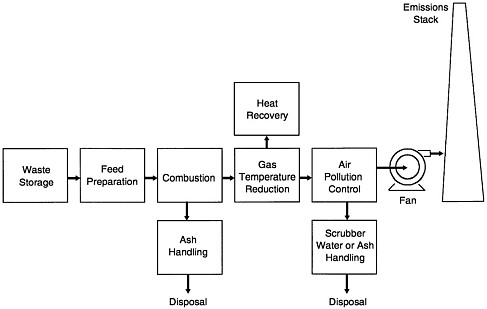 Emissions
Stack
Heat
Recovery
Waste
Storage
Feed
Preparation
Combustion
Gas
Temperature
Reduction
Air
Pollution
Control
Fan
Ash
Handling
Scrubber
Water or Ash
Handling
Disposal
Disposal